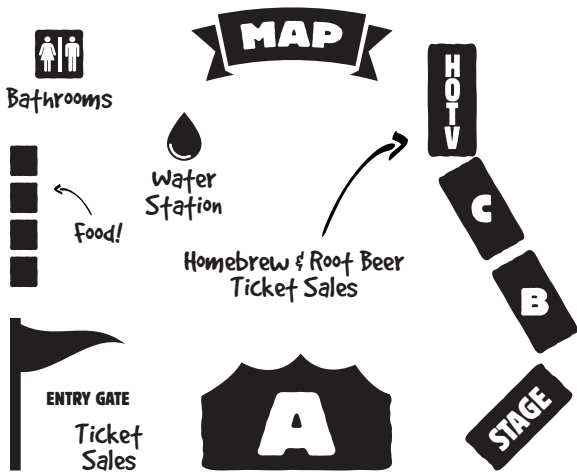 MAP
HOTV
Bathrooms
Water
Station
C
Food!
Homebrew & Root Beer
Ticket Sales
B
ENTRY GATE
Ticket
Sales
A
STAGE